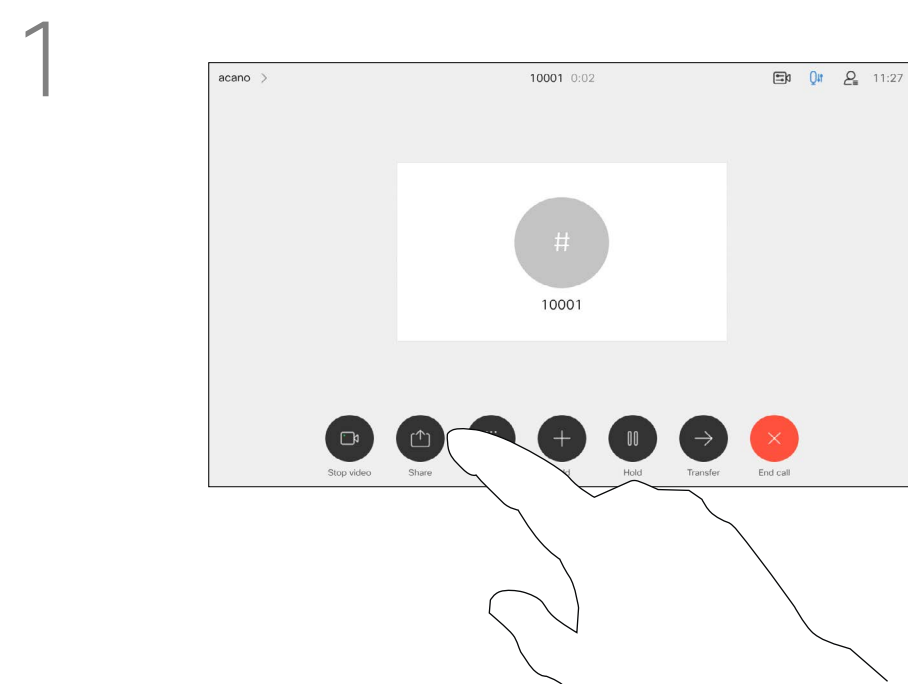 1
acano >
10001 0:02
11:27
#
10001
Stop video
Share
Hold
Transfer
End call